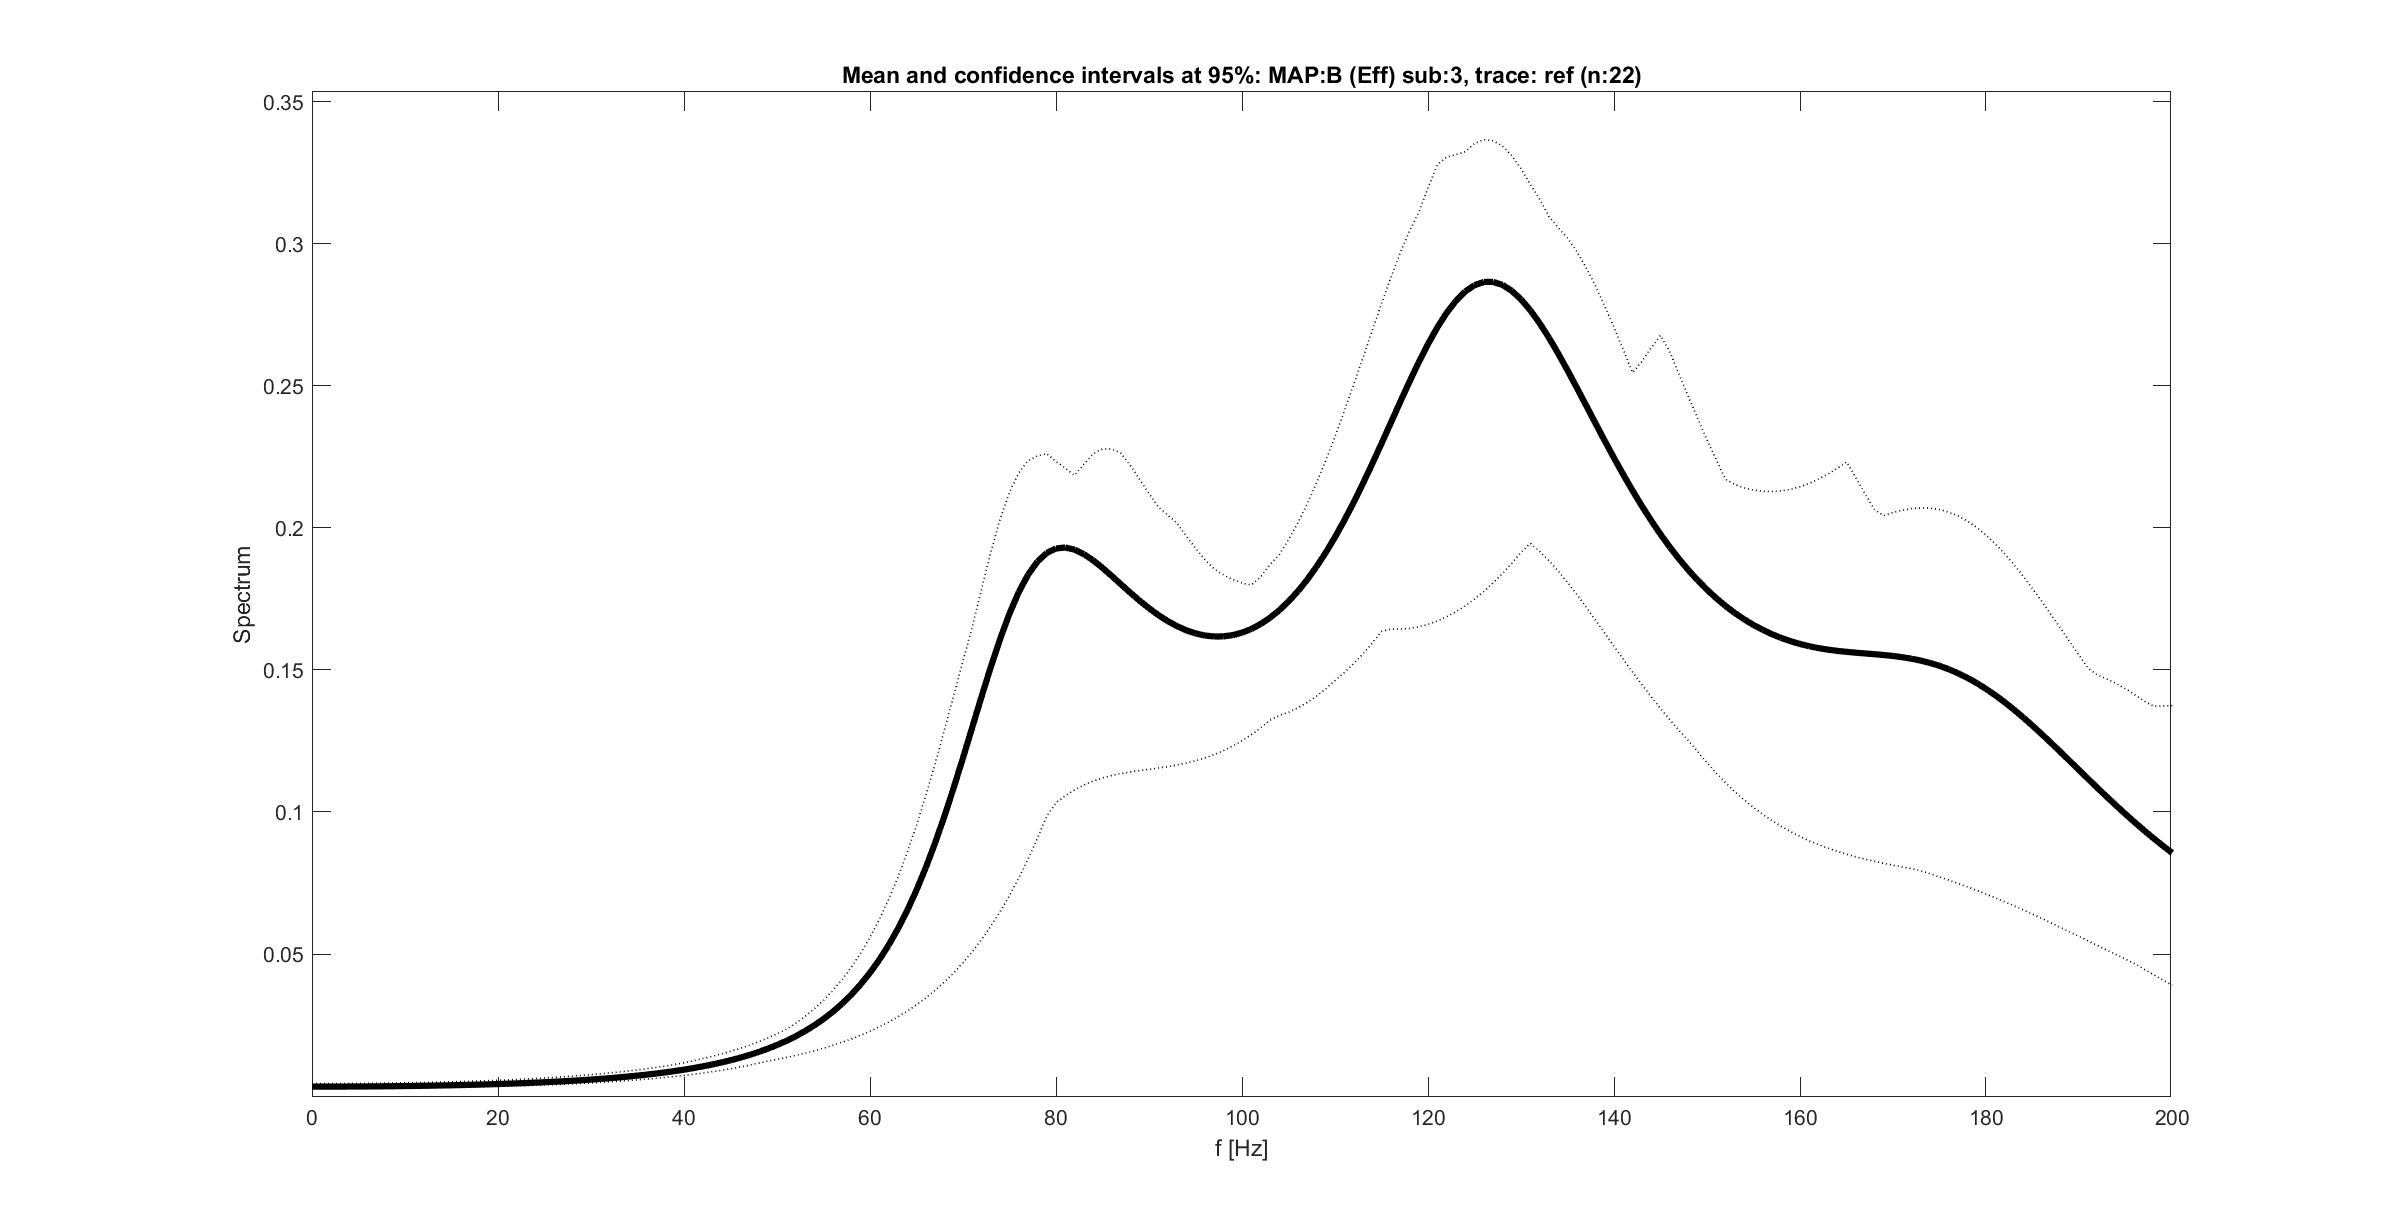 Mean and confidence intervals at 95%: MAP:B (Eff) sub:3, trace: ref (n:22)
0.35
0.3
0.25
0.2
0.15
0.1
0.05
Spectrum
0 20 40 60 80 100 120 140 160 180 200
f [Hz]